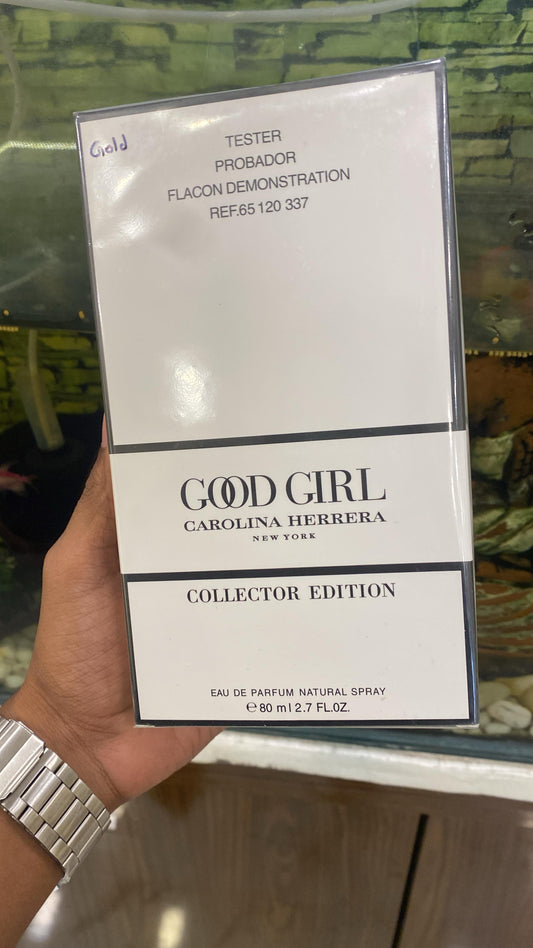 Gold
TESTER
PROBADOR
FLACON DEMONSTRATION
REF.65 120 337
GOOD GIRL
CAROLINA HERRERA
NEW YORK
COLLECTOR EDITION
EAU DE PARFUM NATURAL SPRAY
℮ 80 ml 2.7 FL.OZ.